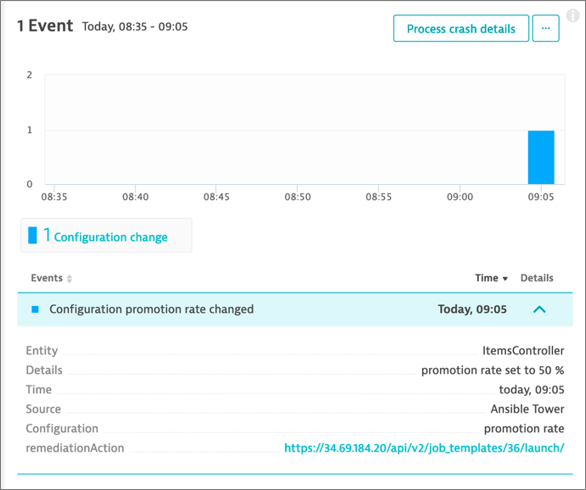 1 Event Today, 08:35 - 09:05
Process crash details
...
2
1
0
08:35 08:40 08:45 08:50 08:55 09:00 09:05
1 Configuration change
Events Time Details
Configuration promotion rate changed Today, 09:05
Entity ItemsController
Details promotion rate set to 50 %
Time today, 09:05
Source Ansible Tower
Configuration promotion rate
remediationAction https://34.69.184.20/api/v2/job_templates/36/launch/